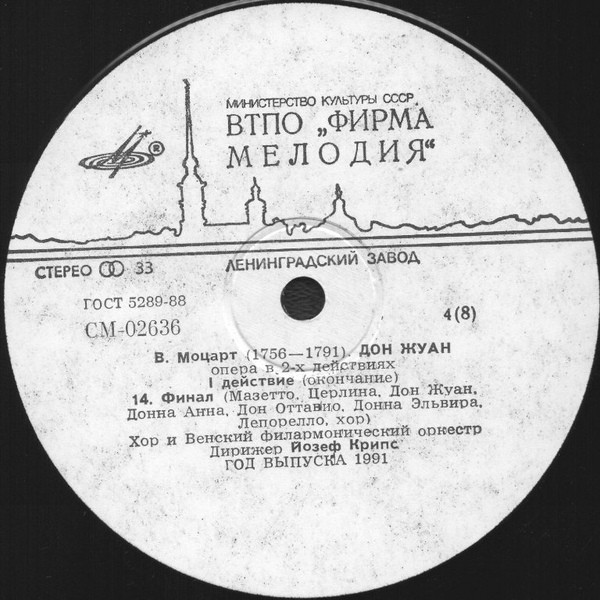 МИНИСТЕРСТВО КУЛЬТУРЫ СССР
ВТПО „ФИРМА
МЕЛОДИЯ“
®
СТЕРЕО 33
ЛЕНИНГРАДСКИЙ ЗАВОД
ГОСТ 5289-88
СМ-02636
4(8)
В. Моцарт (1756—1791). ДОН ЖУАН
опера в 2-х действиях
I действие (окончание)
14. Финал (Мазетто, Церлина, Дон Жуан,
Донна Анна, Дон Оттавио, Донна Эльвира,
Лепорелло, хор)
Хор и Венский филармонический оркестр
Дирижер Йозеф Крипс
ГОД ВЫПУСКА 1991